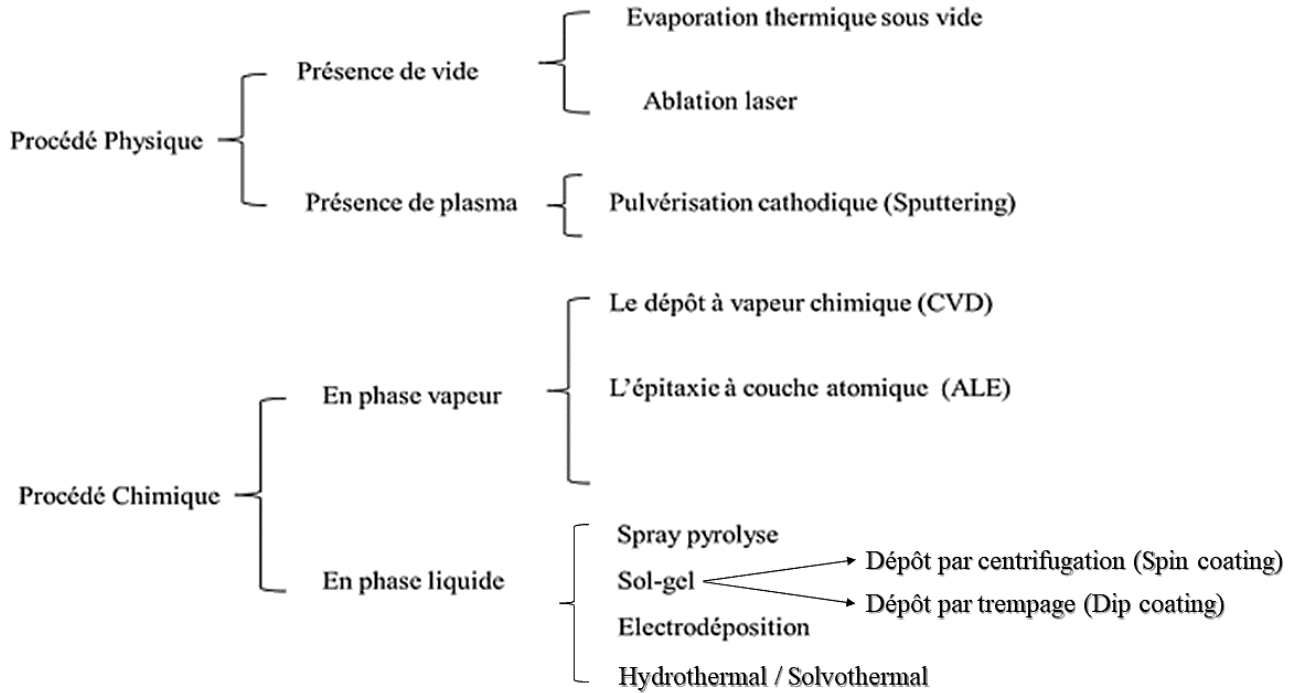 Evaporation thermique sous vide
Présence de vide
Ablation laser
Procédé Physique
Présence de plasma
Pulvérisation cathodique (Sputtering)
Le dépôt à vapeur chimique (CVD)
En phase vapeur
L'épitaxie à couche atomique (ALE)
Procédé Chimique
Spray pyrolyse
En phase liquide
Sol-gel
Dépôt par centrifugation (Spin coating)
Dépôt par trempage (Dip coating)
Electrodéposition
Hydrothermal / Solvothermal